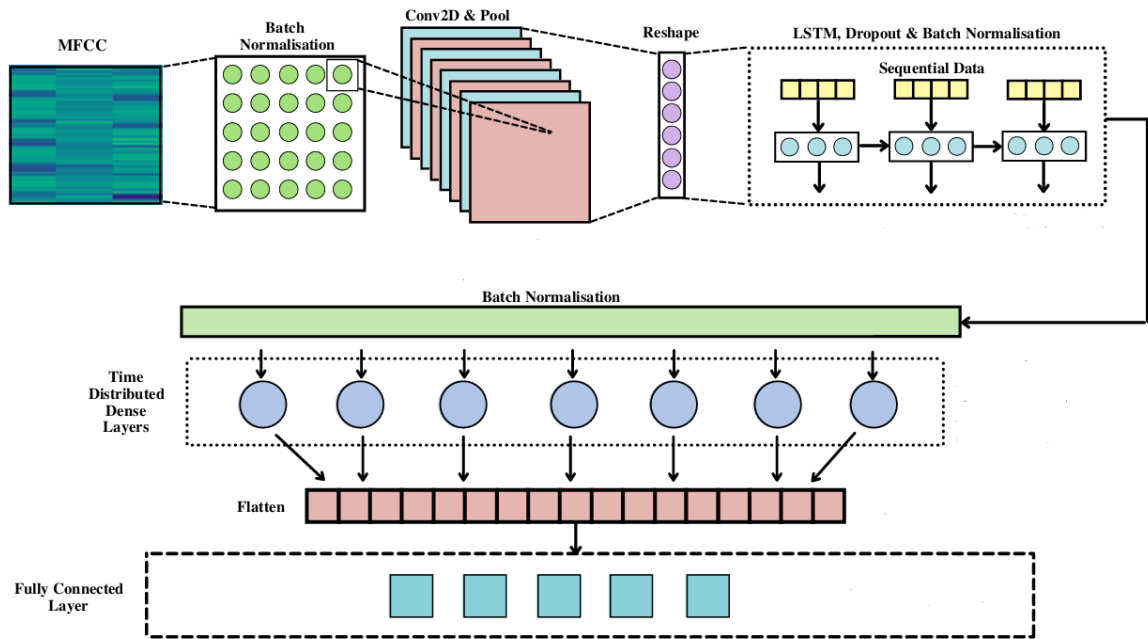 MFCC
Batch
Normalisation
Conv2D & Pool
Reshape
LSTM, Dropout & Batch Normalisation
Sequential Data
Batch Normalisation
Time
Distributed
Dense
Layers
Flatten
Fully Connected
Layer